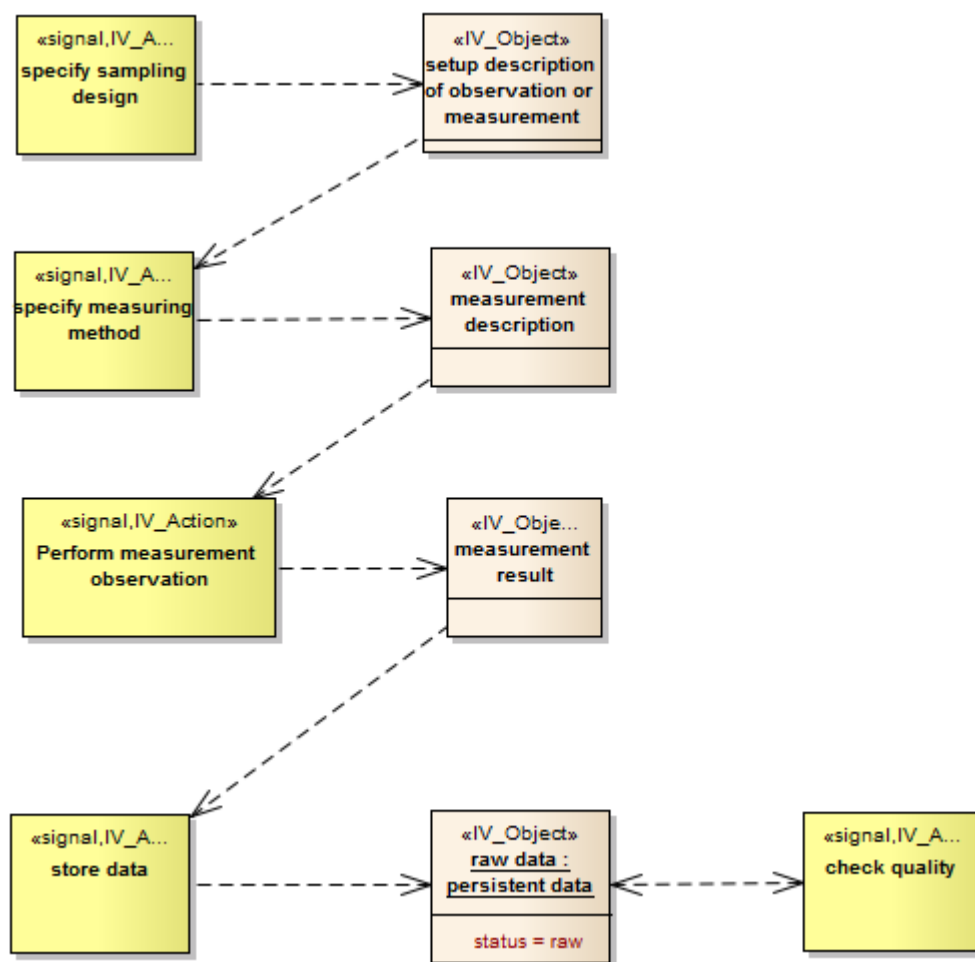 «signal,IV_A...
specify sampling
design
«IV_Object»
setup description
of observation or
measurement
«signal,IV_A...
specify measuring
method
«IV_Object»
measurement
description
«signal,IV_Action»
Perform measurement
observation
«IV_Obje...
measurement
result
«signal,IV_A...
store data
«IV_Object»
raw data :
persistent data
status = raw
«signal,IV_A...
check quality